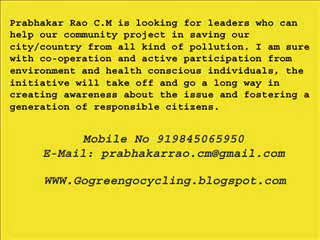 Prabhakar Rao C.M is looking for leaders who can
help our community project in saving our
city/country from all kind of pollution. I am sure
with co-operation and active participation from
environment and health conscious individuals, the
initiative will take off and go a long way in
creating awareness about the issue and fostering a
generation of responsible citizens.
Mobile No 919845065950
E-Mail: prabhakarrao.cm@gmail.com
WWW.Gogreengocycling.blogspot.com